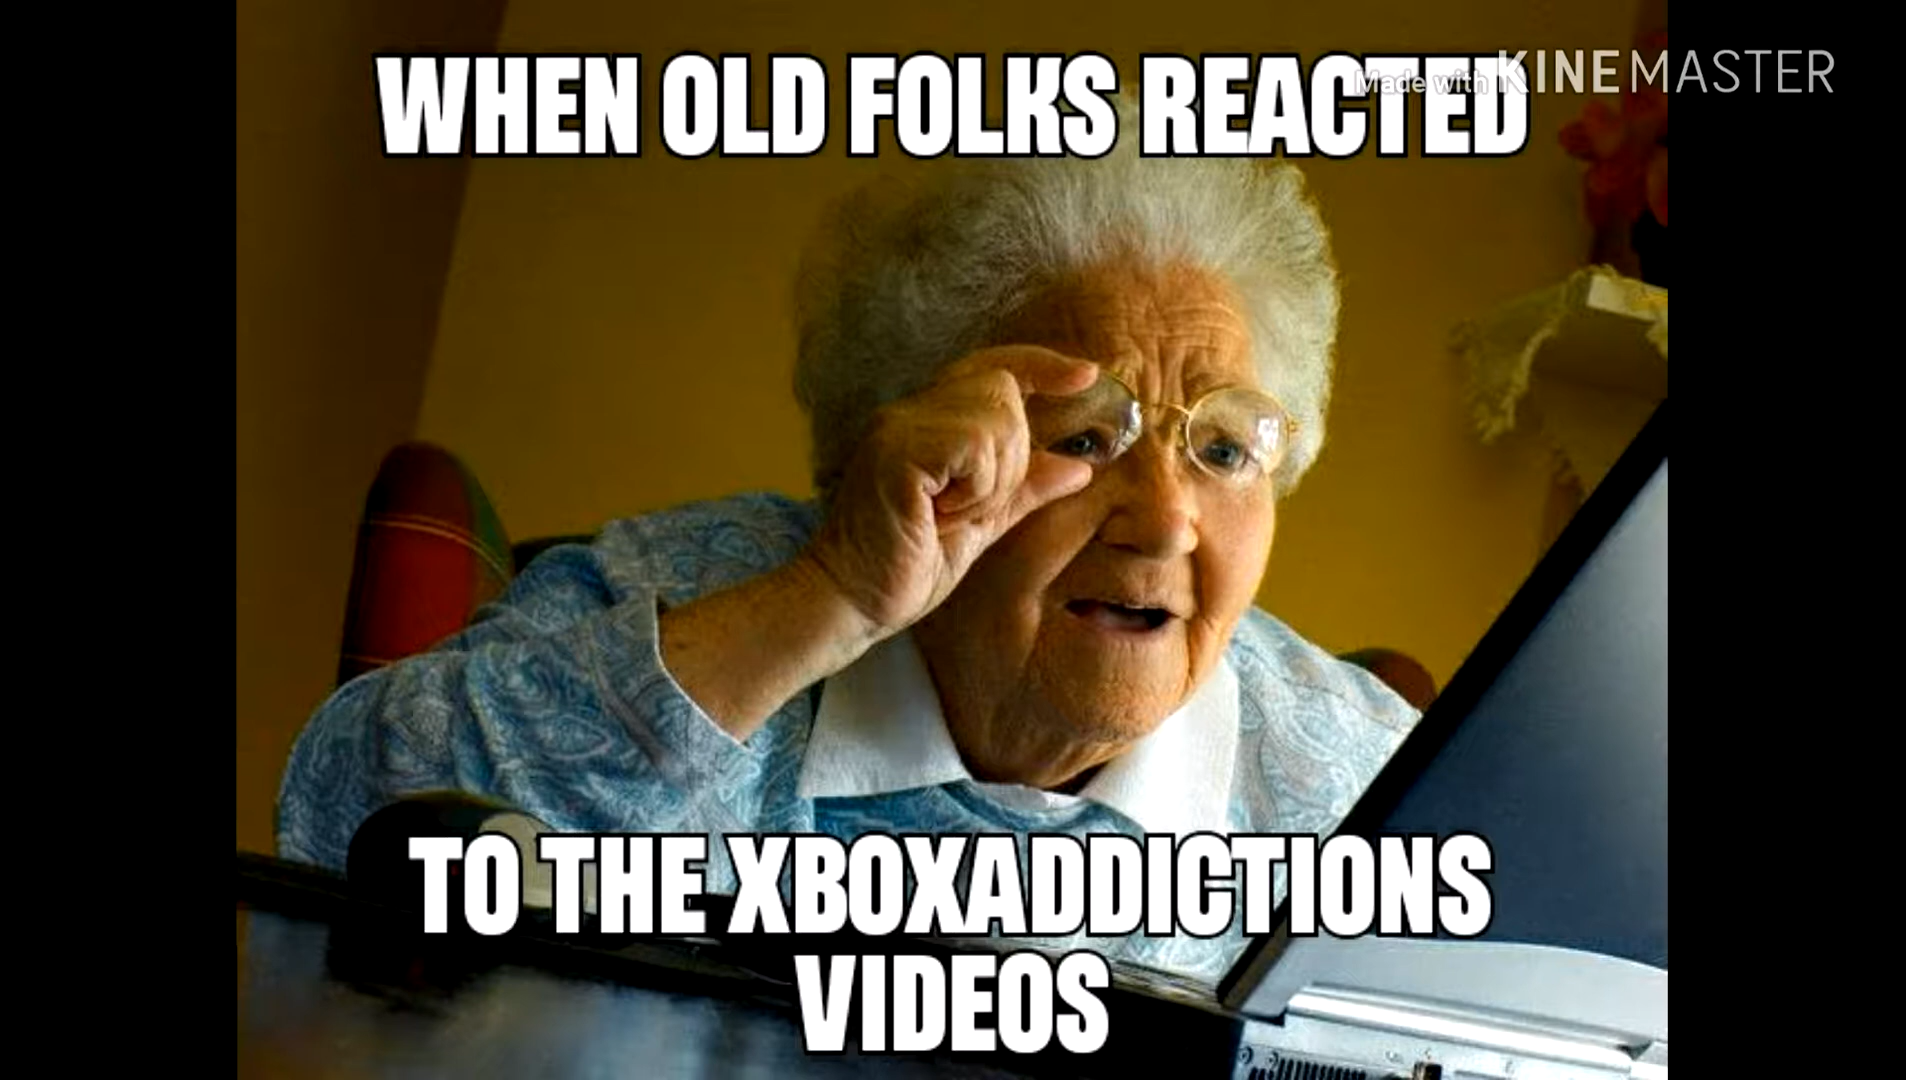 WHEN OLD FOLKS REACTED
Made with KINEMASTER
TO THE XBOXADDICTIONS
VIDEOS